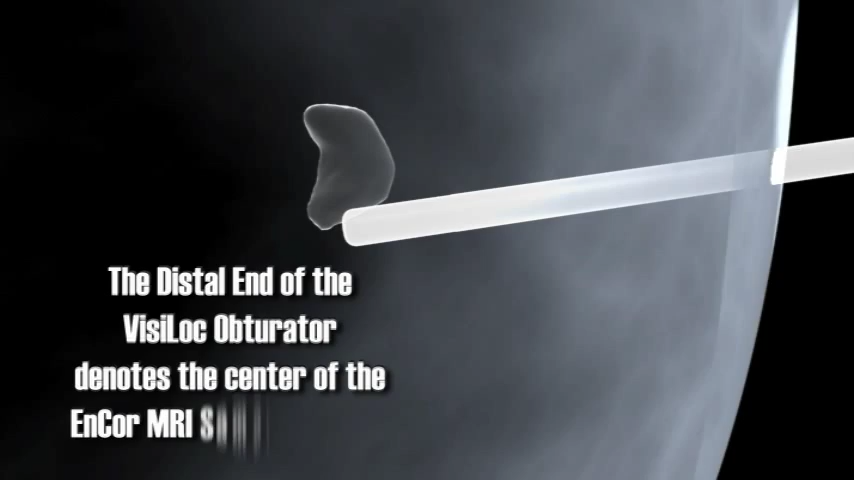 The Distal End of the
VisiLoc Obturator
denotes the center of the
EnCor MRI